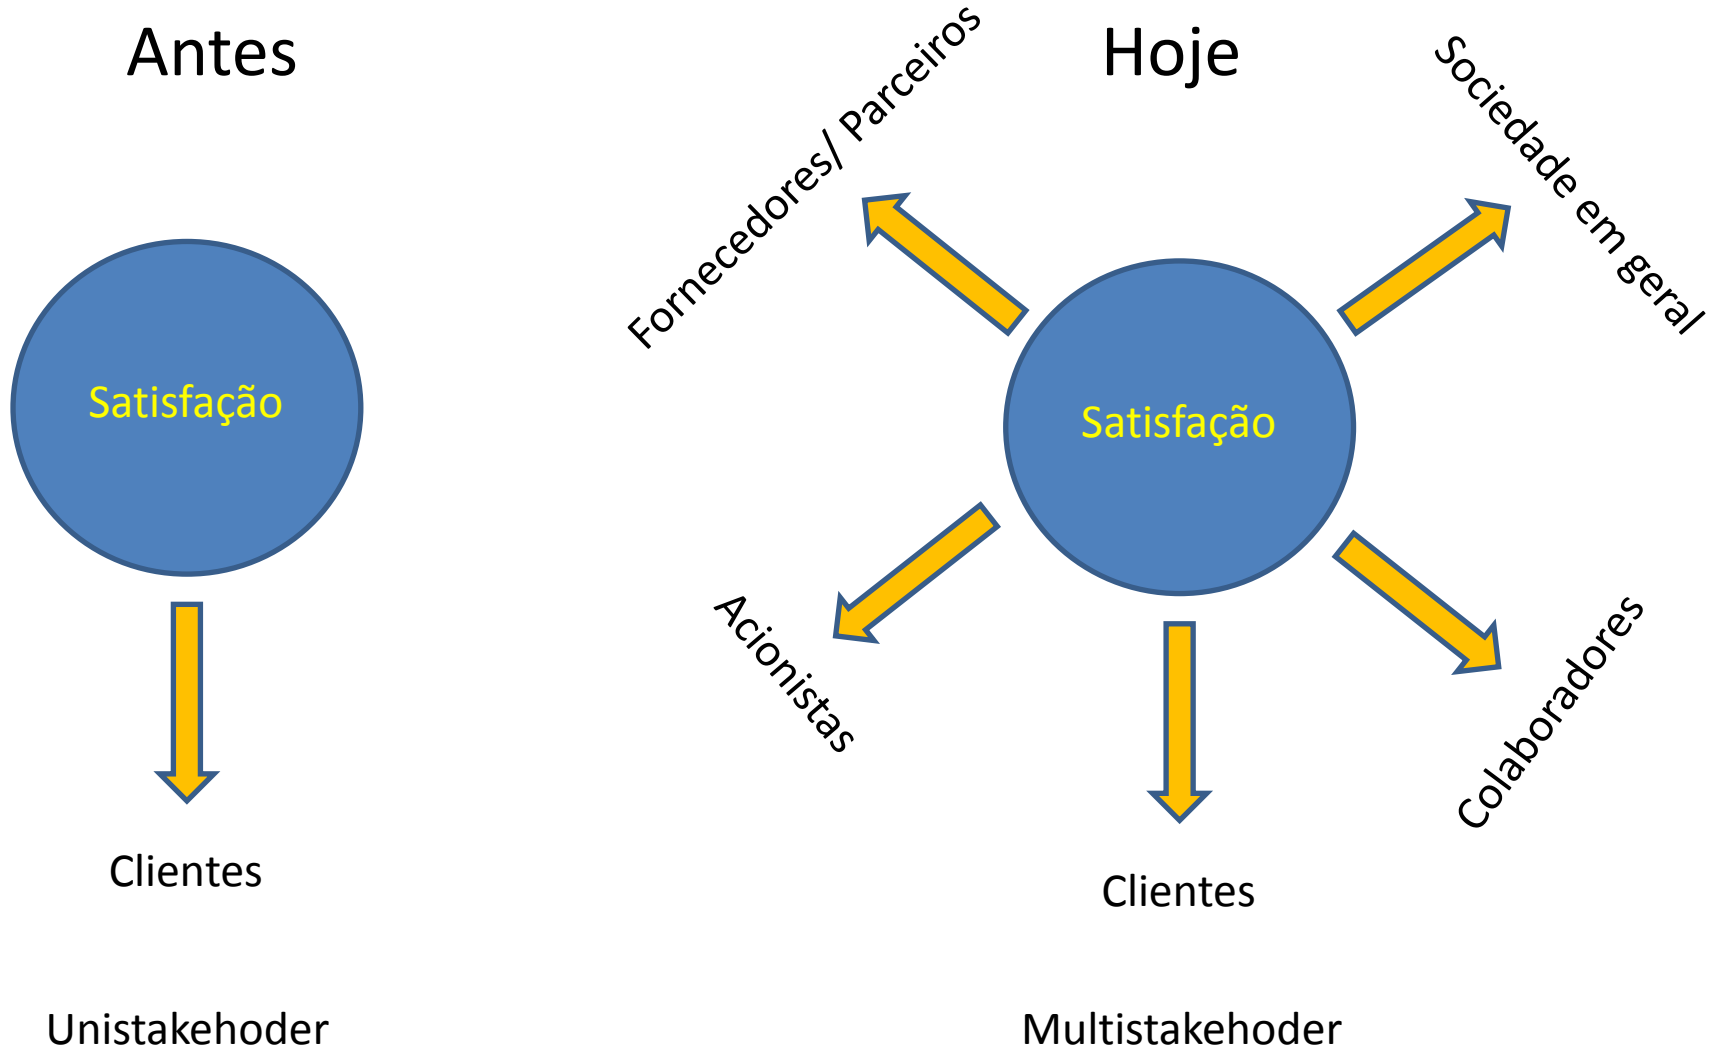 Antes
Satisfação
Clientes
Unistakehoder
Hoje
Fornecedores/ Parceiros
Sociedade em geral
Satisfação
Acionistas
Colaboradores
Clientes
Multistakehoder